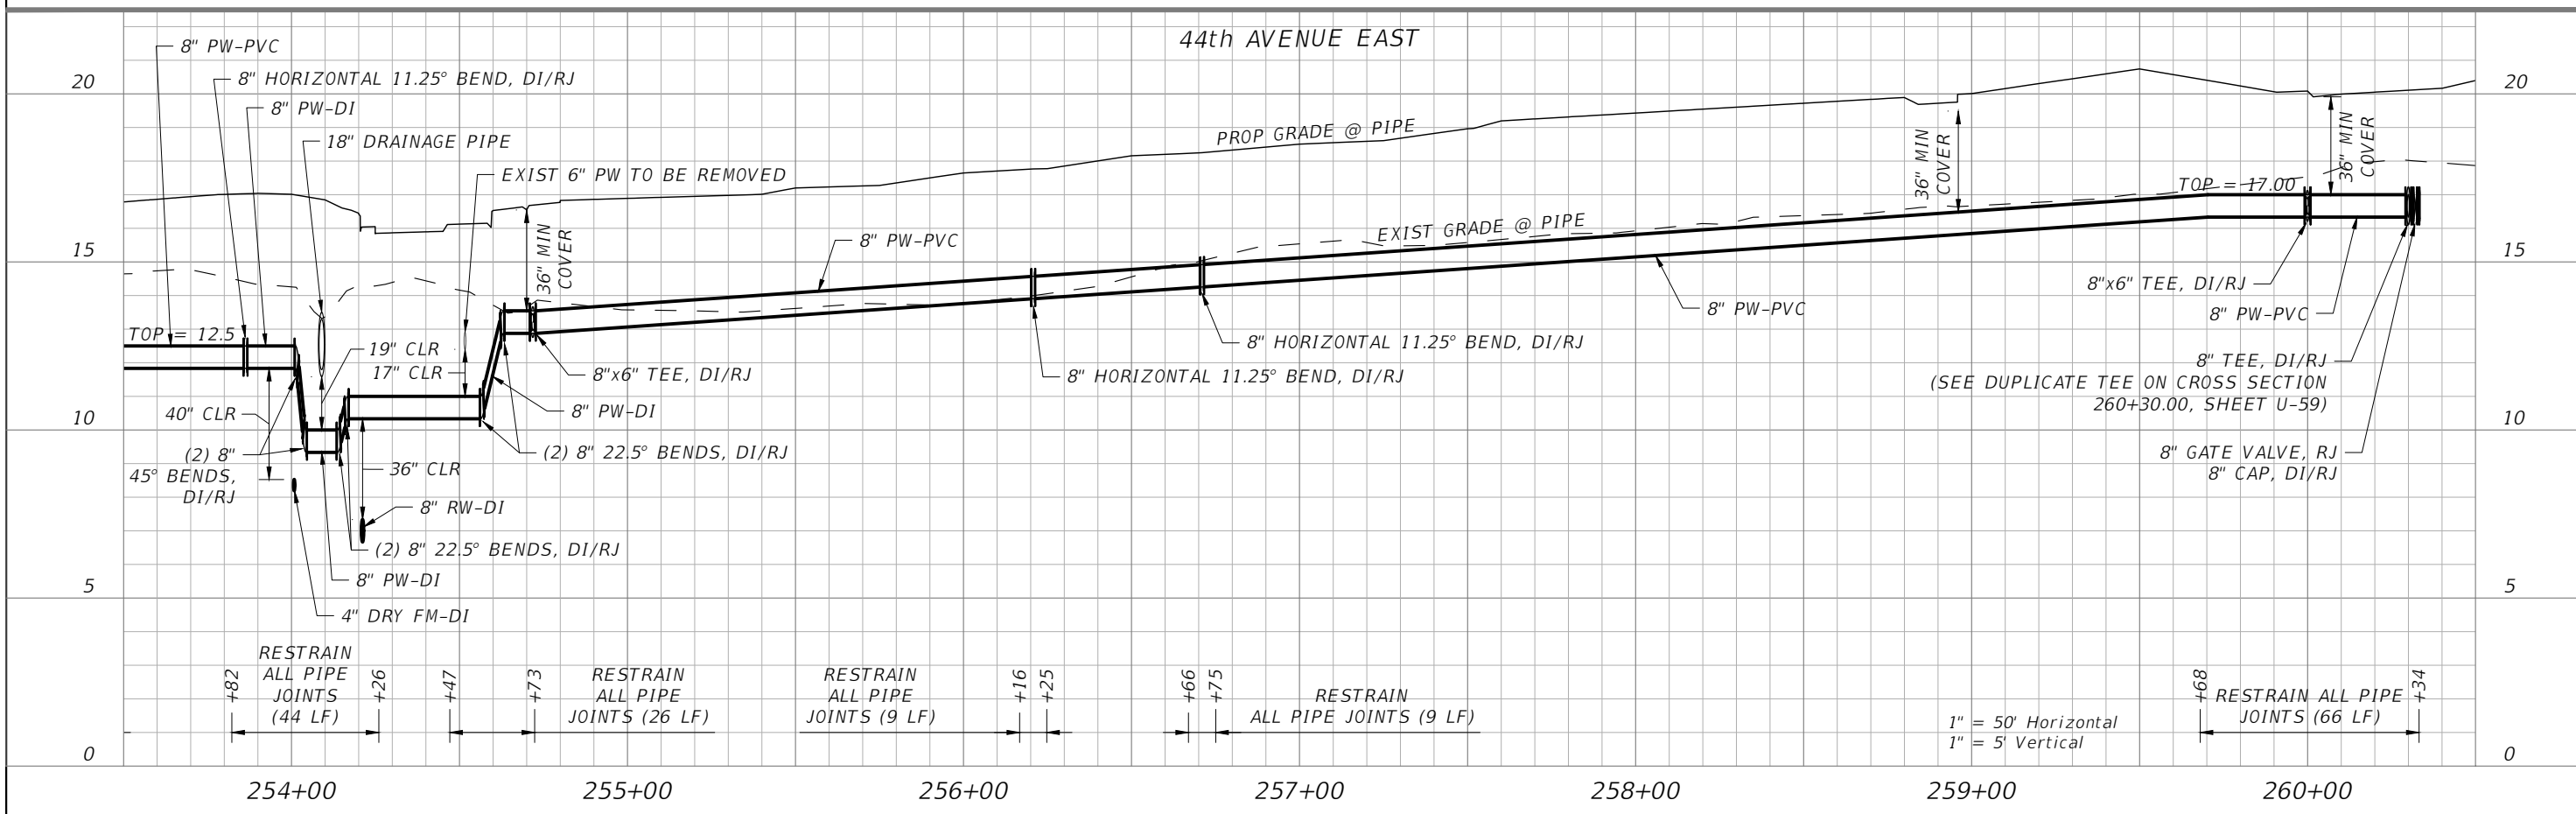 44th AVENUE EAST
8" PW-PVC
8" HORIZONTAL 11.25° BEND, DI/RJ
8" PW-DI
18" DRAINAGE PIPE
EXIST 6" PW TO BE REMOVED
20
20
PROP GRADE @ PIPE
36" MIN
COVER
36" MIN
COVER
TOP = 17.00
EXIST GRADE @ PIPE
8" PW-PVC
36" MIN
COVER
15
15
8"x6" TEE, DI/RJ
8" PW-PVC
8" PW-PVC
TOP = 12.5
19" CLR
17" CLR
8" HORIZONTAL 11.25° BEND, DI/RJ
8" HORIZONTAL 11.25° BEND, DI/RJ
8"x6" TEE, DI/RJ
8" TEE, DI/RJ
(SEE DUPLICATE TEE ON CROSS SECTION
260+30.00, SHEET U-59)
40" CLR
8" PW-DI
10
10
(2) 8"
45° BENDS,
DI/RJ
(2) 8" 22.5° BENDS, DI/RJ
36" CLR
8" GATE VALVE, RJ
8" CAP, DI/RJ
8" RW-DI
(2) 8" 22.5° BENDS, DI/RJ
8" PW-DI
4" DRY FM-DI
5
5
+82
RESTRAIN
ALL PIPE
JOINTS
(44 LF)
+26
+47
+73
RESTRAIN
ALL PIPE
JOINTS (26 LF)
RESTRAIN
ALL PIPE
JOINTS (9 LF)
+16
+25
+66
+75
RESTRAIN
ALL PIPE JOINTS (9 LF)
1" = 50' Horizontal
1" = 5' Vertical
+68
RESTRAIN ALL PIPE
JOINTS (66 LF)
+34
0
0
254+00
255+00
256+00
257+00
258+00
259+00
260+00